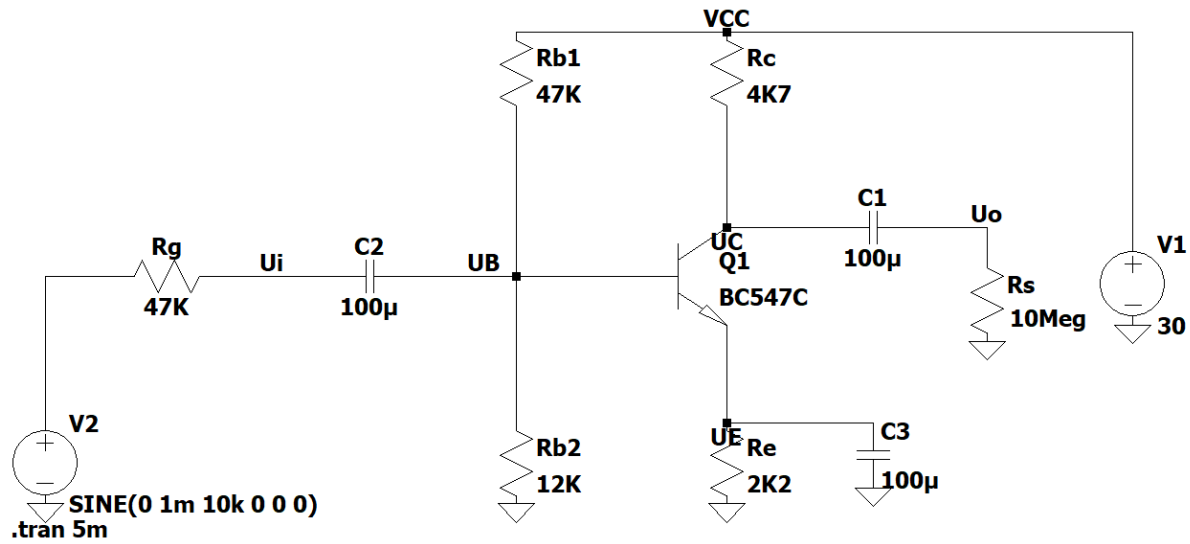 VCC
Rb1
47K
Rc
4K7
C1
100µ
Uo
V1
30
Rg
47K
Ui
C2
100µ
UB
UC
Q1
BC547C
Rs
10Meg
V2
SINE(0 1m 10k 0 0 0)
.tran 5m
Rb2
12K
UE
Re
2K2
C3
100µ